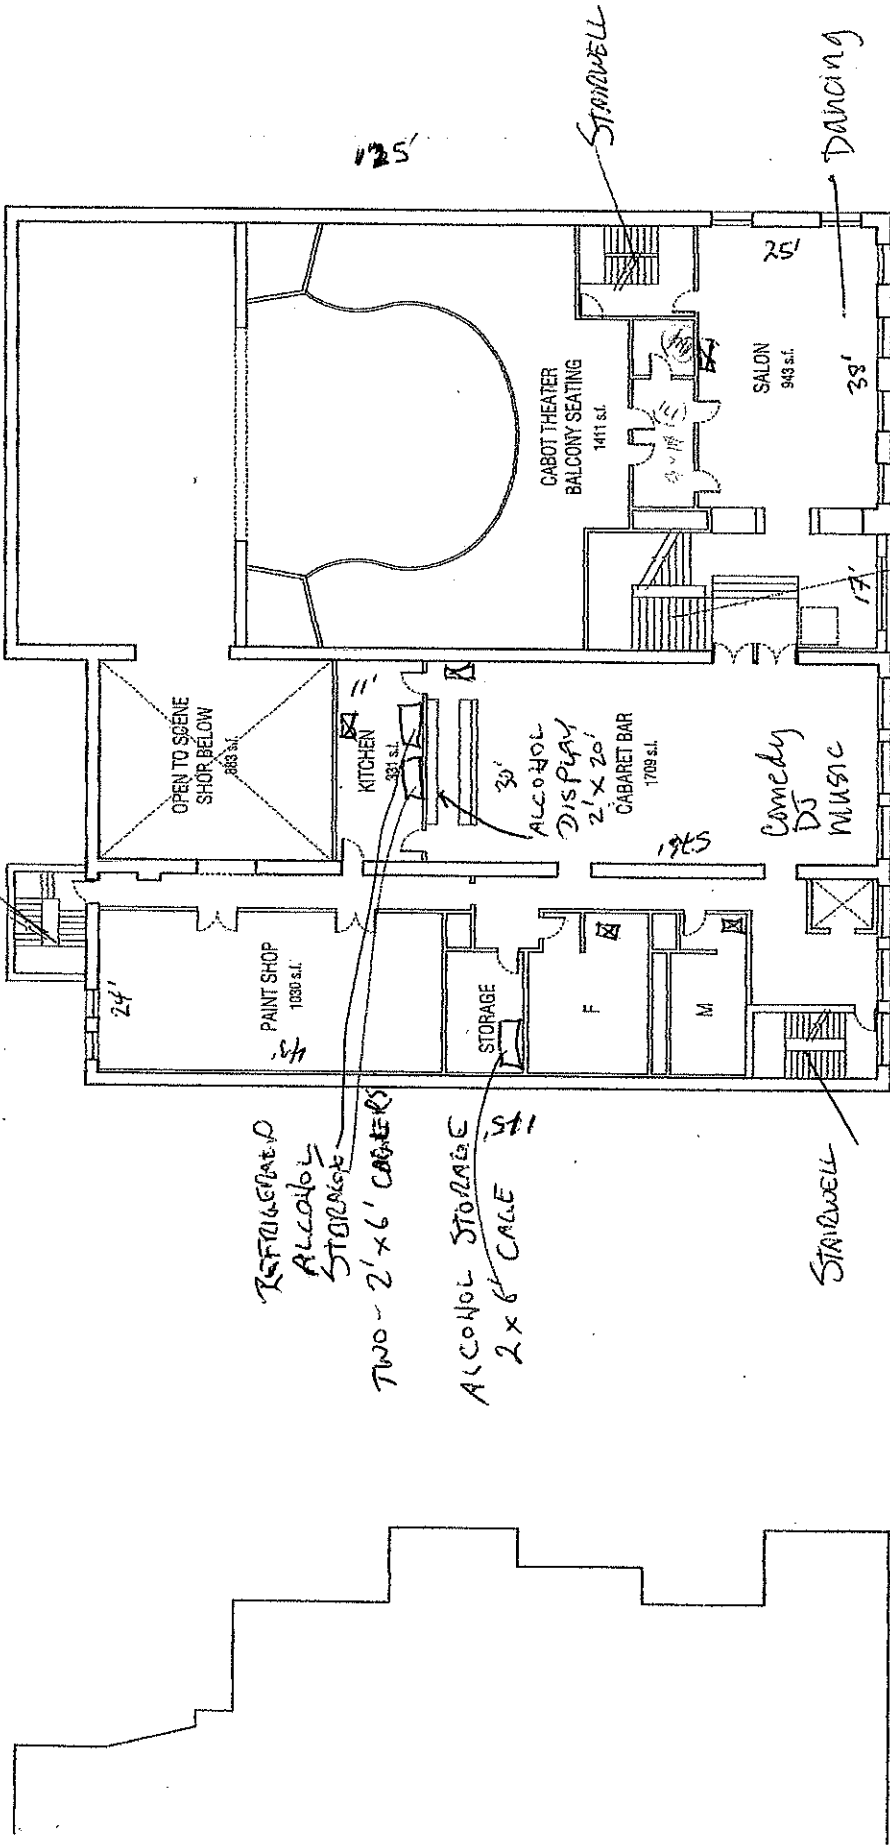 OPEN TO SCENE
SHOP BELOW
883 s.f.
24'
PAINT SHOP
1030 s.f.
43'
11'
KITCHEN
331 s.f.
REFRIGERATED
ALCOHOL
STORAGE
TWO - 2' x 6' COOLERS
STORAGE
ALCOHOL STORAGE
2 x 6' CAGE
115'
F
M
STAIRWELL
30'
ALCOHOL
DISPLAY
2' x 20'
CABARET BAR
1709 s.f.
Comedy
DJ
MUSIC
125'
CABOT THEATER
BALCONY SEATING
1411 s.f.
STAIRWELL
25'
SALON
943 s.f.
38'
17'
Dancing